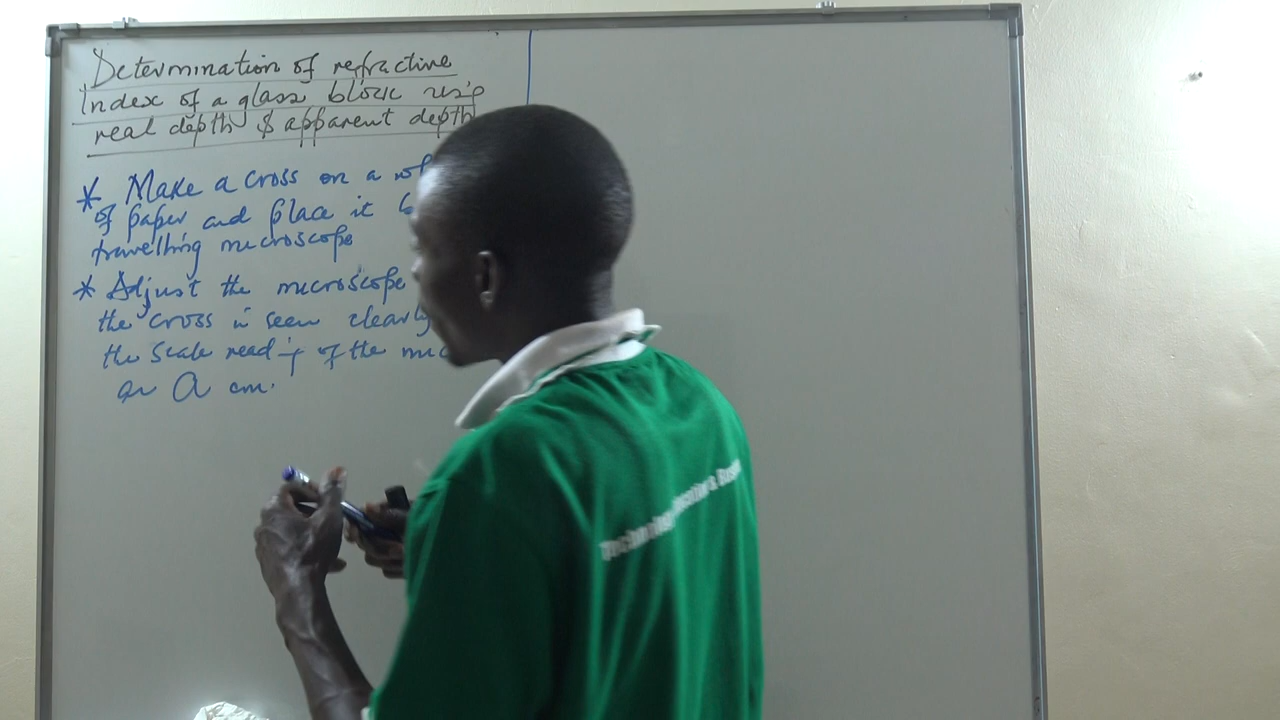 Determination of refractive
Index of a glass block using
real depth & apparent depth
* Make a cross on a
of paper and place it
travelling microscope
* Adjust the microscope
the cross is seen clearly
the scale reading of the
as a cm.